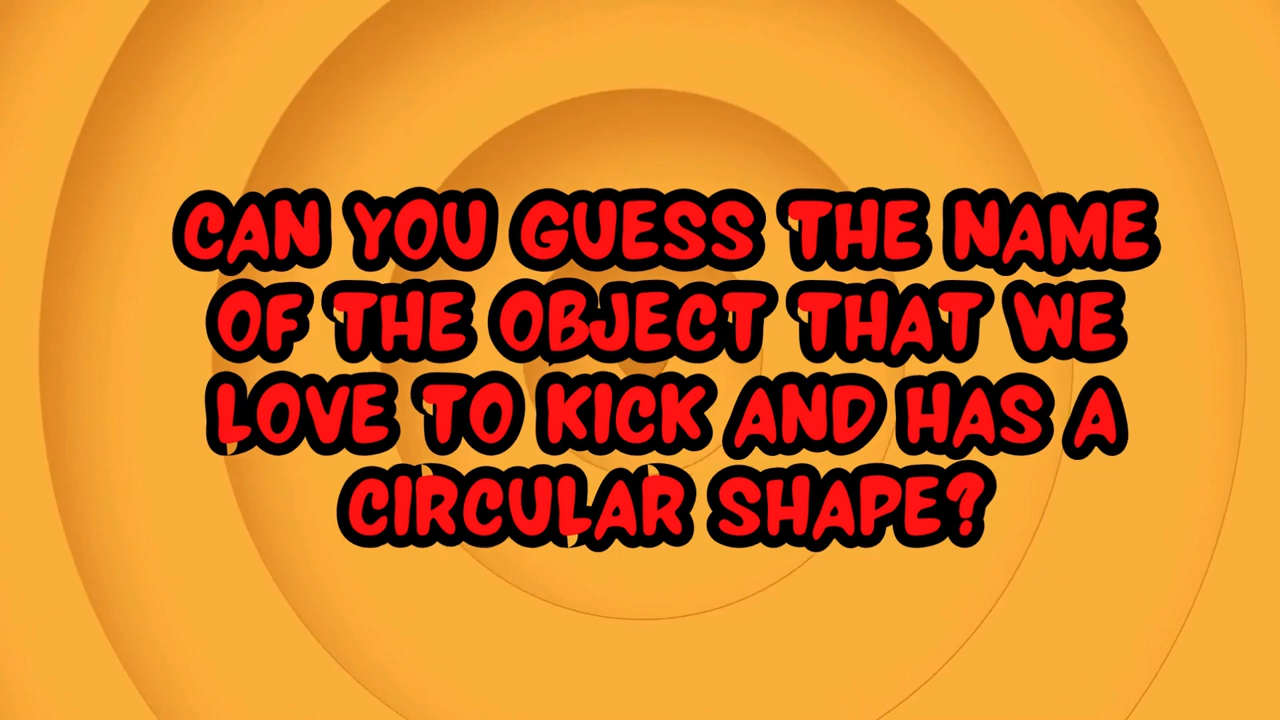 CAN YOU GUESS THE NAME
OF THE OBJECT THAT WE
LOVE TO KICK AND HAS A
CIRCULAR SHAPE?